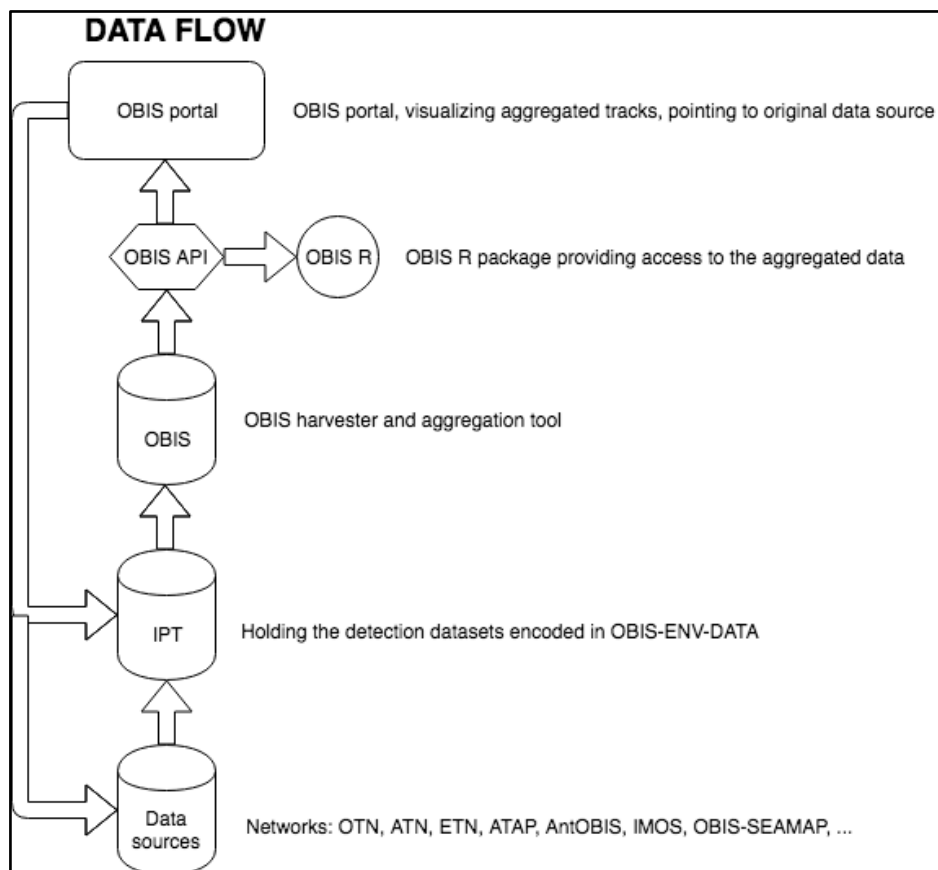 DATA FLOW
OBIS portal
OBIS portal, visualizing aggregated tracks, pointing to original data source
OBIS API
OBIS R
OBIS R package providing access to the aggregated data
OBIS
OBIS harvester and aggregation tool
IPT
Holding the detection datasets encoded in OBIS-ENV-DATA
Data
sources
Networks: OTN, ATN, ETN, ATAP, AntOBIS, IMOS, OBIS-SEAMAP, ...